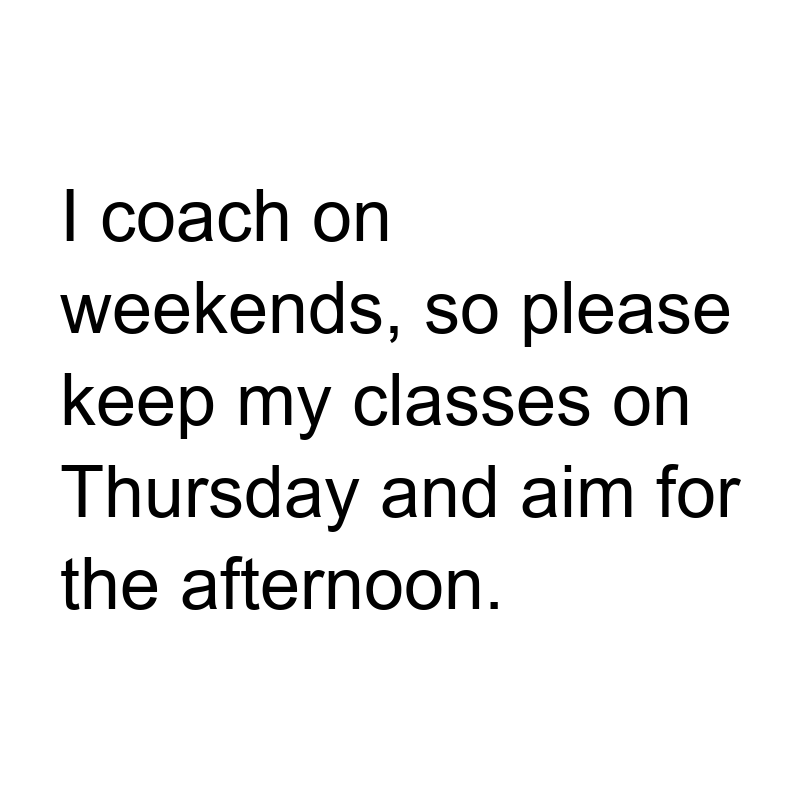 I coach on
weekends, so please
keep my classes on
Thursday and aim for
the afternoon.